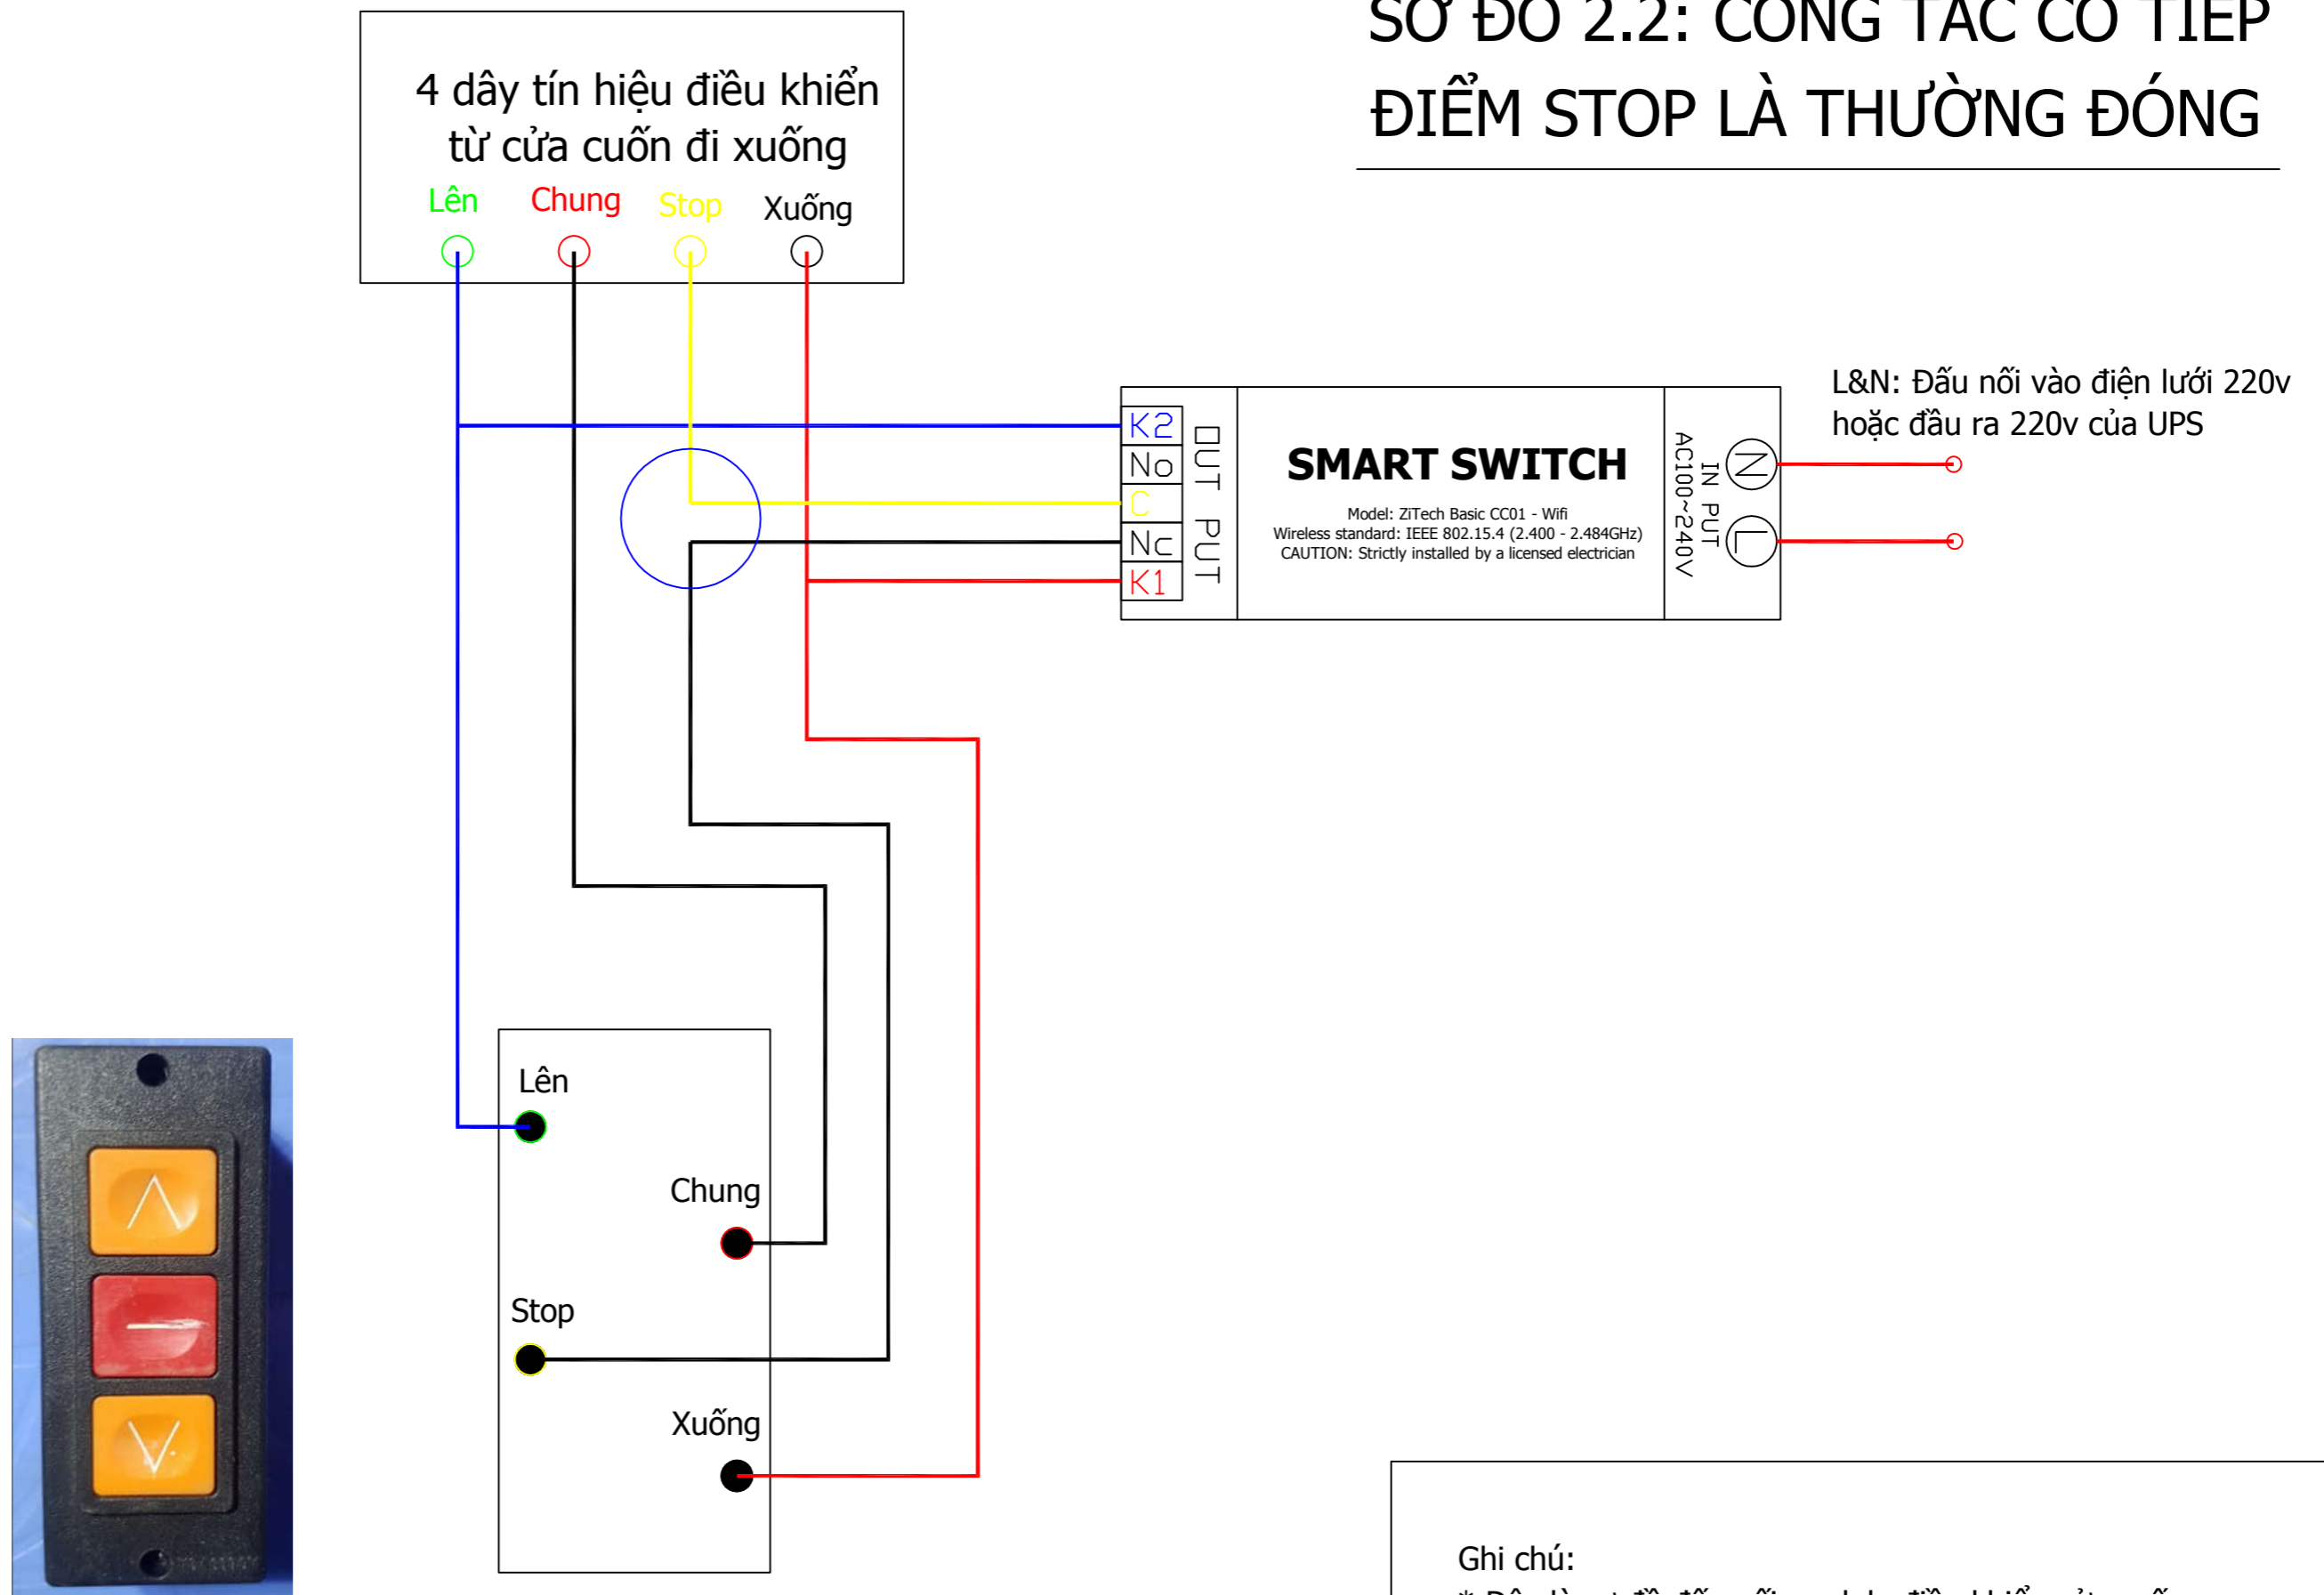 SƠ ĐỒ 2.2: CÔNG TẮC CÓ TIẾP
ĐIỂM STOP LÀ THƯỜNG ĐÓNG
4 dây tín hiệu điều khiển
từ cửa cuốn đi xuống
Lên Chung Stop Xuống
L&N: Đấu nối vào điện lưới 220v
hoặc đầu ra 220v của UPS
K2
No
C
Nc
K1
OUT PUT
SMART SWITCH
Model: ZiTech Basic CC01 - Wifi
Wireless standard: IEEE 802.15.4 (2.400 - 2.484GHz)
CAUTION: Strictly installed by a licensed electrician
AC100~240V
IN PUT
N
L
Lên
Chung
Stop
Xuống
Ghi chú: